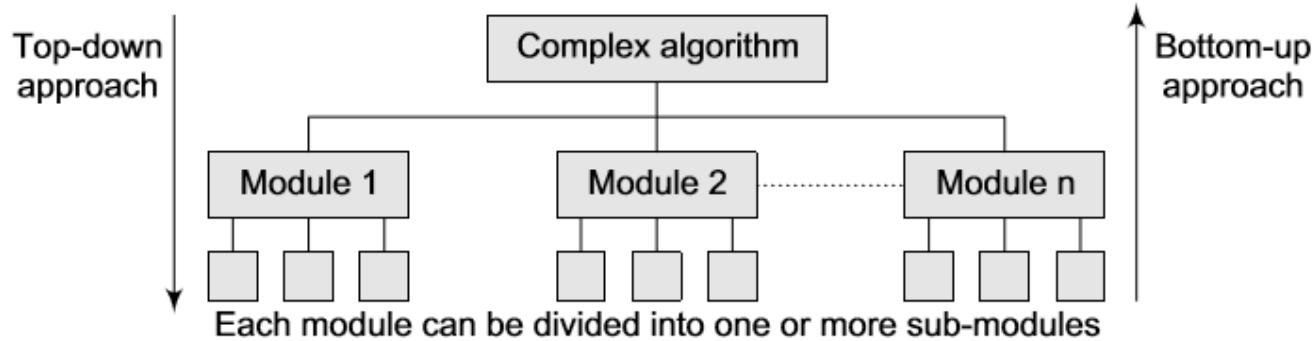 Top-down
approach
Complex algorithm
Bottom-up
approach
Module 1
Module 2
Module n
Each module can be divided into one or more sub-modules